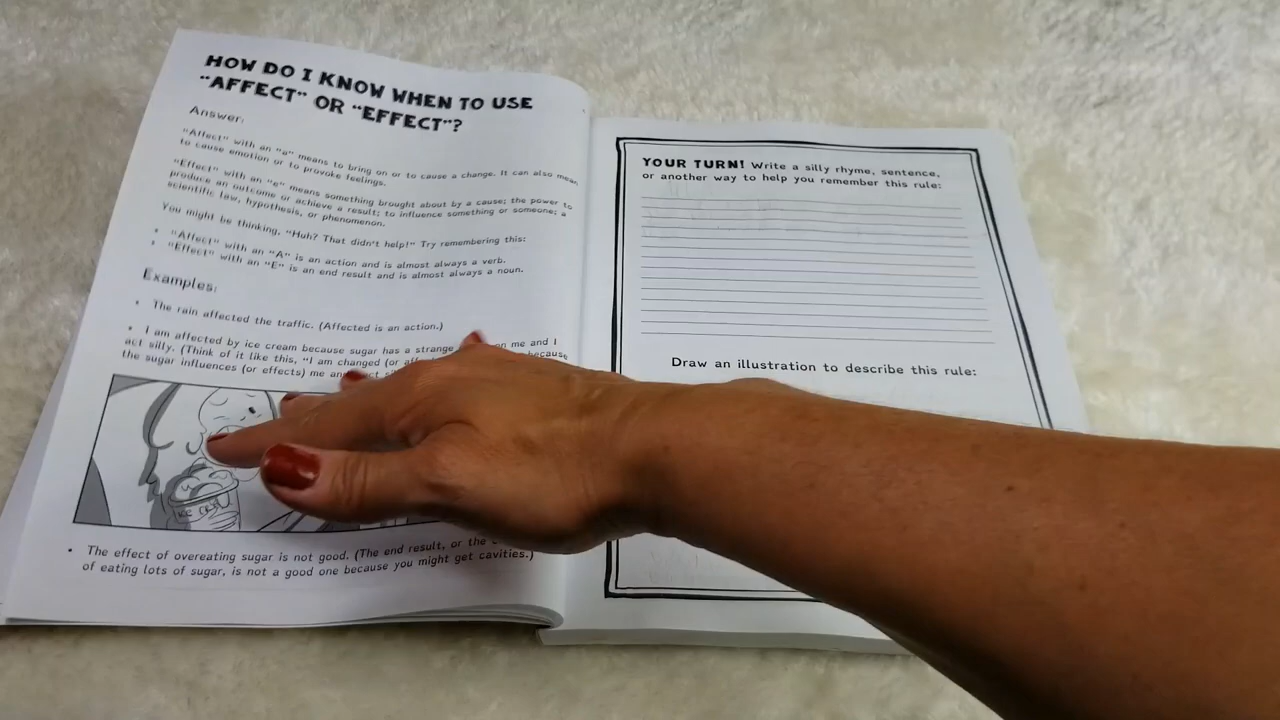 HOW DO I KNOW WHEN TO USE
"AFFECT" OR "EFFECT"?
Answer:
"Affect" with an "a" means to bring on or to cause a change. It can also mean
to cause emotion or to provoke feelings.
"Effect" with an "e" means something brought about by a cause; the power to
produce an outcome or achieve a result; to influence something or someone; a
scientific law, hypothesis, or phenomenon.
You might be thinking, "Huh? That didn't help!" Try remembering this:
• "Affect" with an "A" is an action and is almost always a verb.
• "Effect" with an "E" is an end result and is almost always a noun.
Examples:
• The rain affected the traffic. (Affected is an action.)
• I am affected by ice cream because sugar has a strange on me and I
act silly. (Think of it like this, "I am changed (or because
the sugar influences (or effects) me
ICE
• The effect of overeating sugar is not good. (The end result, or the
of eating lots of sugar, is not a good one because you might get cavities.)
YOUR TURN! Write a silly rhyme, sentence,
or another way to help you remember this rule:
Draw an illustration to describe this rule: